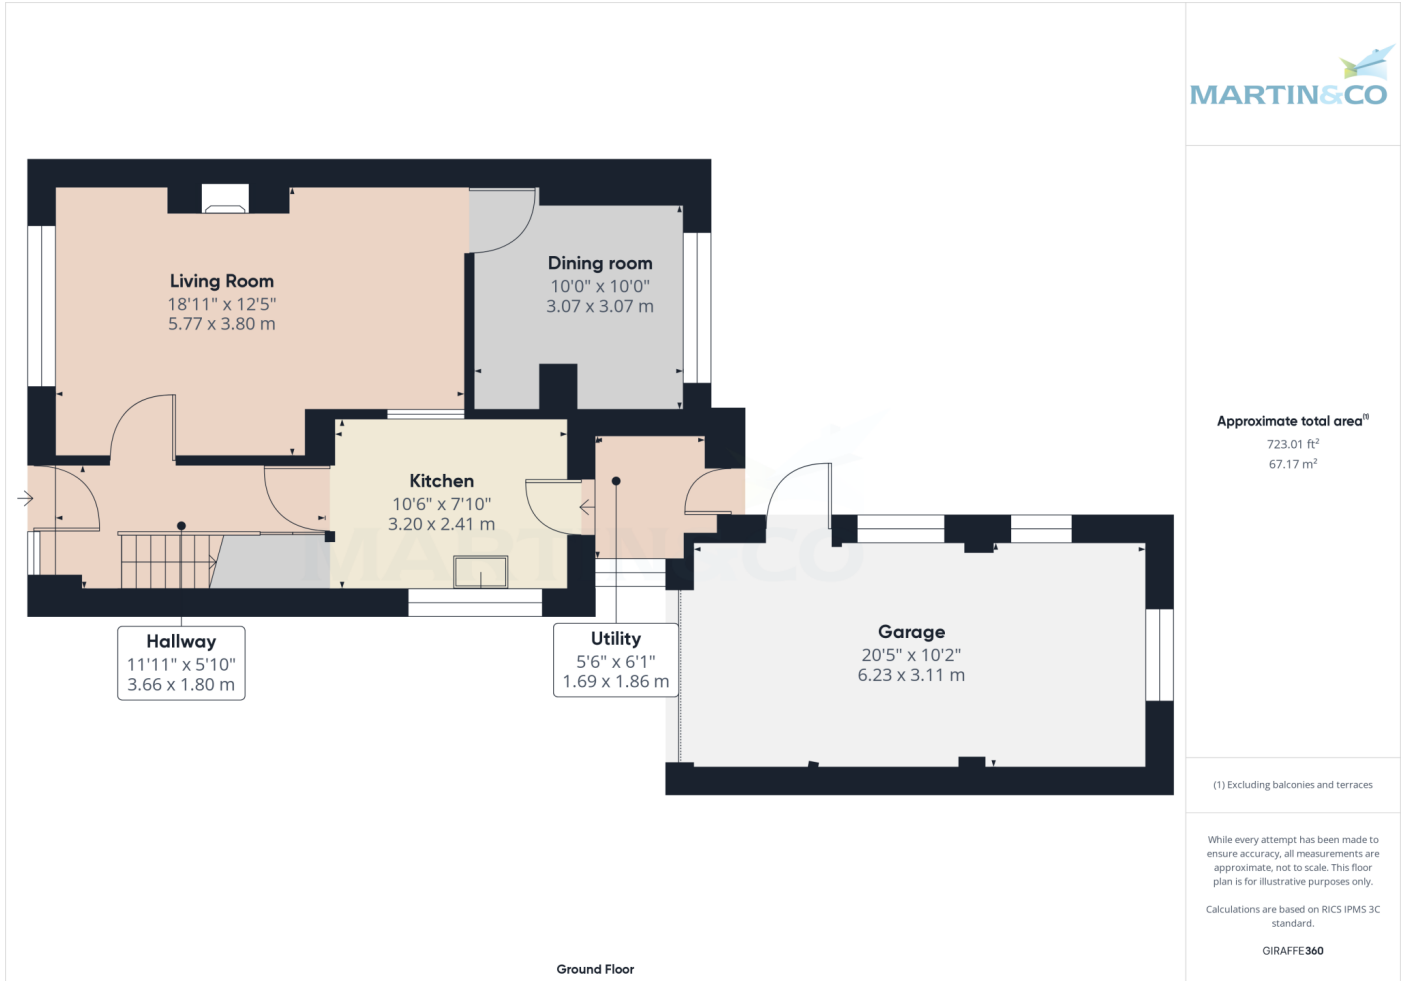 MARTIN&CO
Living Room
18'11" x 12'5"
5.77 x 3.80 m
Dining room
10'0" x 10'0"
3.07 x 3.07 m
Kitchen
10'6" x 7'10"
3.20 x 2.41 m
MARTIN&CO
Hallway
11'11" x 5'10"
3.66 x 1.80 m
Utility
5'6" x 6'1"
1.69 x 1.86 m
Garage
20'5" x 10'2"
6.23 x 3.11 m
Ground Floor
Approximate total area(1)
723.01 ft²
67.17 m²
(1) Excluding balconies and terraces
While every attempt has been made to
ensure accuracy, all measurements are
approximate, not to scale. This floor
plan is for illustrative purposes only.
Calculations are based on RICS IPMS 3C
standard.
GIRAFFE360